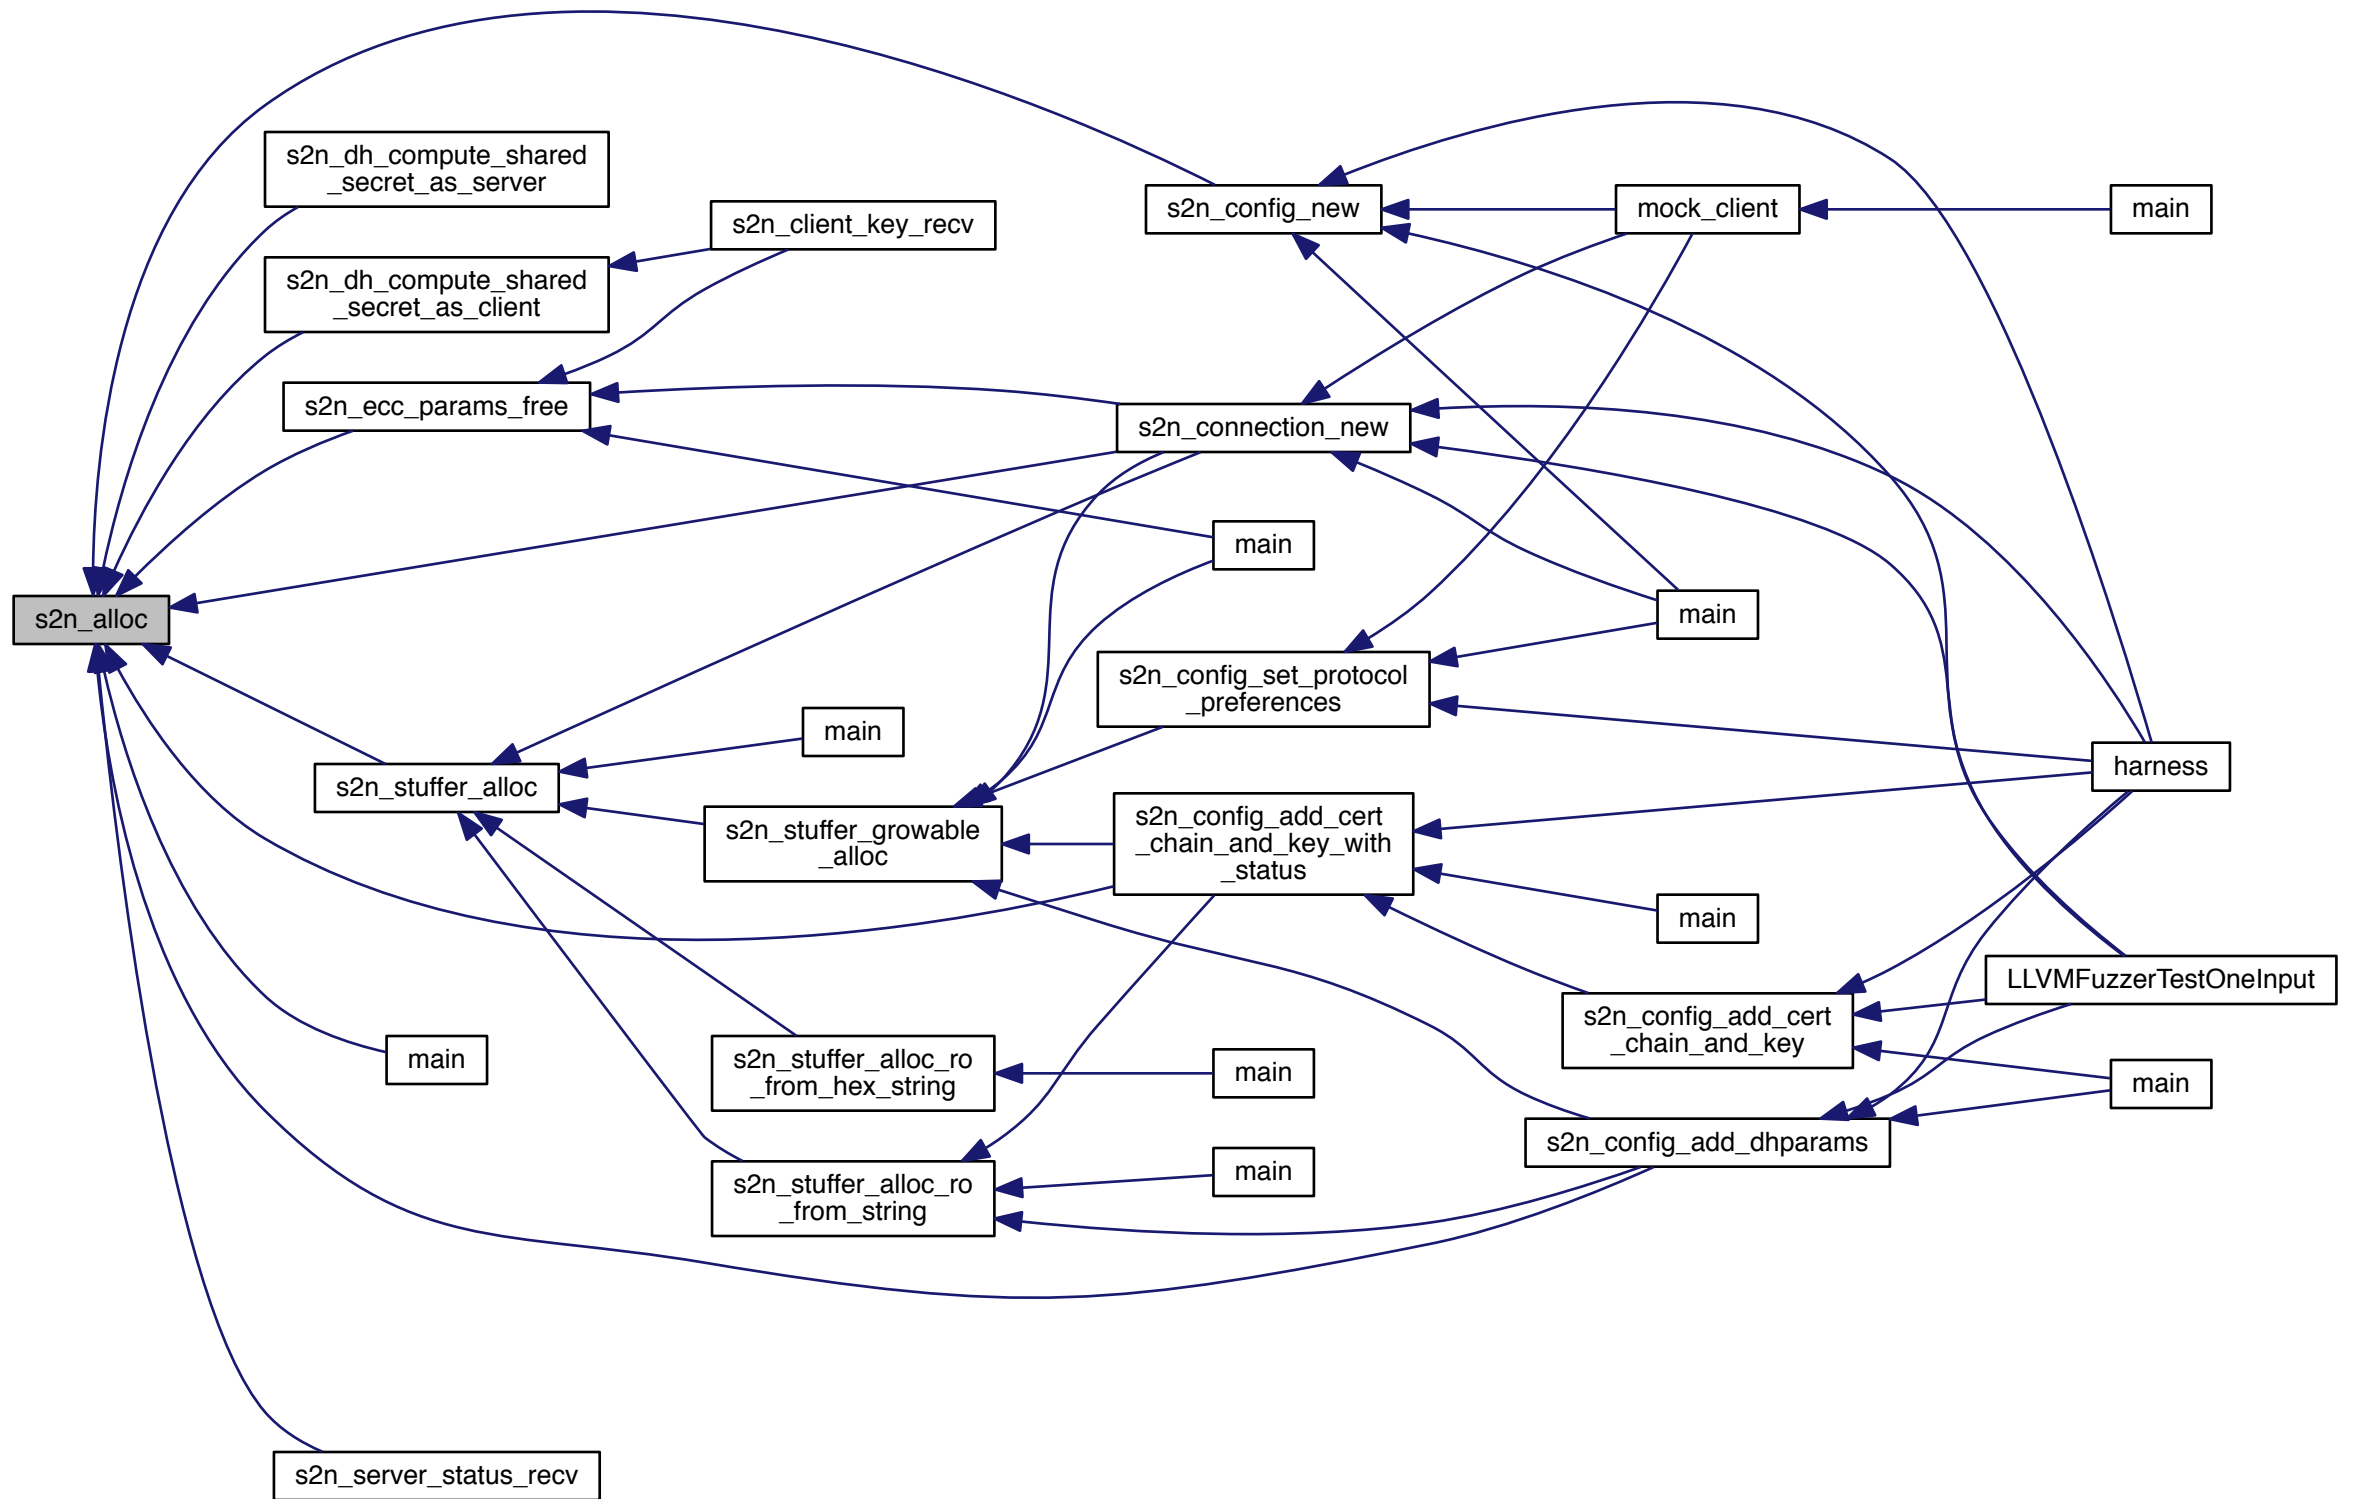 s2n_dh_compute_shared
_secret_as_server
s2n_client_key_recv
s2n_config_new
mock_client
main
s2n_dh_compute_shared
_secret_as_client
s2n_ecc_params_free
s2n_connection_new
main
s2n_alloc
main
s2n_config_set_protocol
_preferences
main
harness
s2n_stuffer_alloc
s2n_stuffer_growable
_alloc
s2n_config_add_cert
_chain_and_key_with
_status
main
LLVMFuzzerTestOneInput
s2n_config_add_cert
_chain_and_key
main
s2n_stuffer_alloc_ro
_from_hex_string
main
main
s2n_config_add_dhparams
s2n_stuffer_alloc_ro
_from_string
main
s2n_server_status_recv